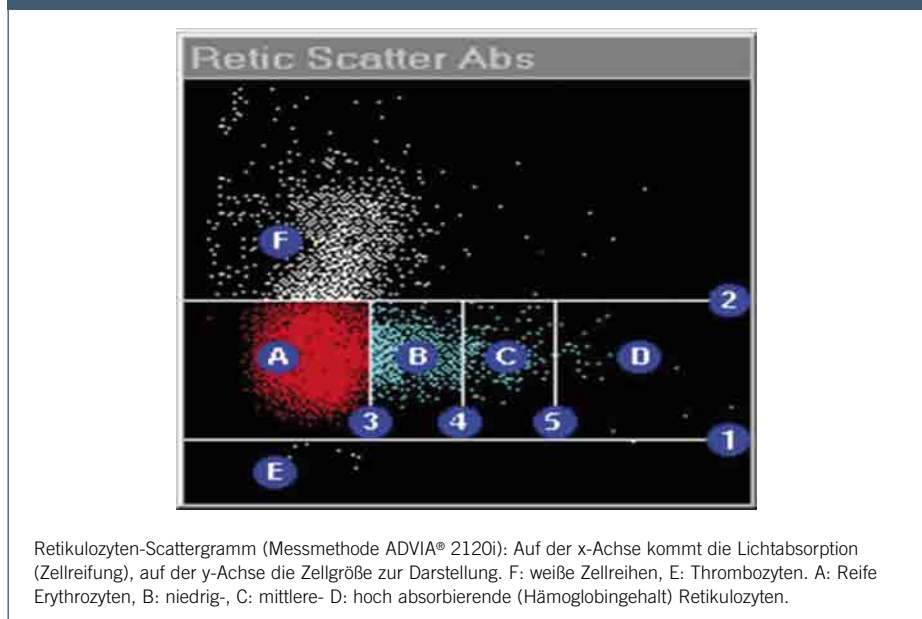 Retic Scatter Abs
F
2
A
B
C
D
3
4
5
1
E
Retikulozyten-Scattergramm (Messmethode ADVIA® 2120i): Auf der x-Achse kommt die Lichtabsorption
(Zellreifung), auf der y-Achse die Zellgröße zur Darstellung. F: weiße Zellreihen, E: Thrombozyten. A: Reife
Erythrozyten, B: niedrig-, C: mittlere- D: hoch absorbierende (Hämoglobingehalt) Retikulozyten.